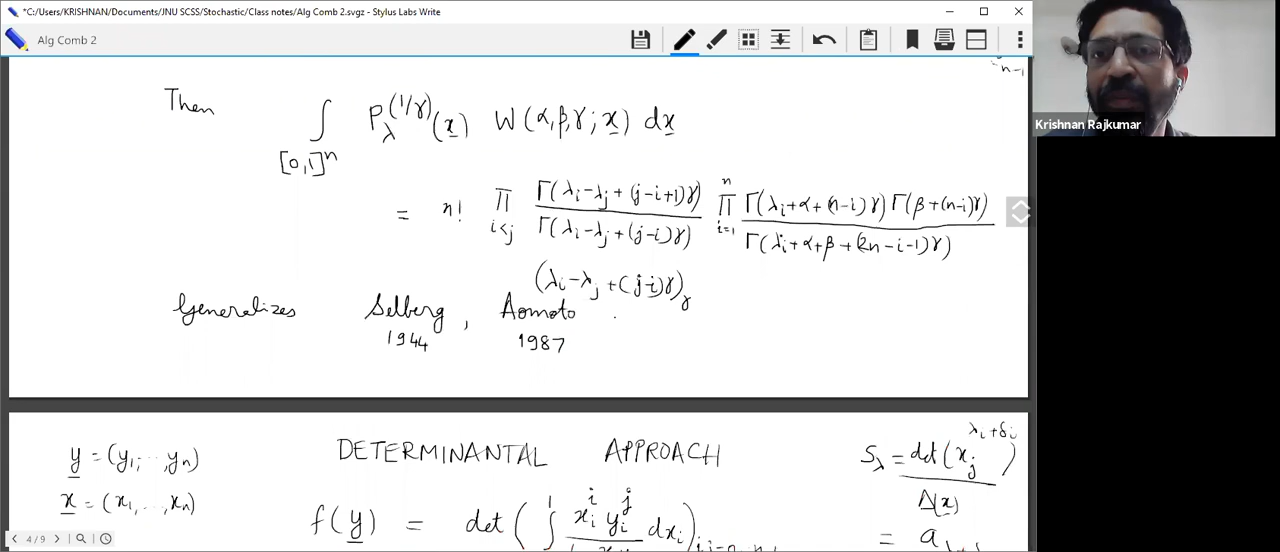 *C:/Users/KRISHNAN/Documents/JNU SCSS/Stochastic/Class notes/Alg Comb 2.svgz - Stylus Labs Write
Alg Comb 2
n-1
Then ∫_{[0,1]^n} P_λ^{(1/γ)}(x) W(α,β,γ; x) dx
= n! ∏_{i<j} Γ(λ_i-λ_j+(j-i+1)γ) / Γ(λ_i-λ_j+(j-i)γ) ∏_{i=1}^{n} Γ(λ_i+α+(n-i)γ) Γ(β+(n-i)γ) / Γ(λ_i+α+β+(2n-i-1)γ)
(λ_i-λ_j+(j-i)γ)_γ
Generalizes Selberg, Aomoto
1944 1987
Krishnan Rajkumar
DETERMINANTAL APPROACH
y = (y_1, ..., y_n)
x = (x_1, ..., x_n)
S_λ = det(x_j^{λ_i+δ_i}) / Δ(x)
f(y) = det(∫^1 x_i^i y_i^j dx_i
= a
4/9